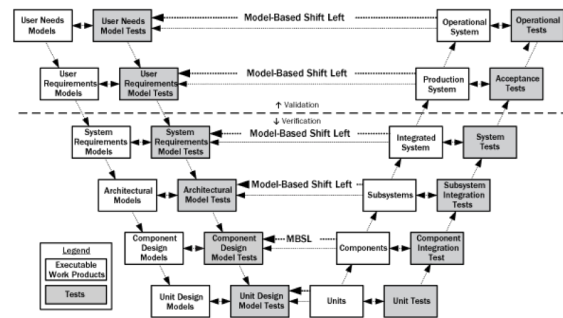 User Needs
Models
User Needs
Model Tests
Model-Based Shift Left
Operational
System
Operational
Tests
User
Requirements
Models
User
Requirements
Model Tests
Model-Based Shift Left
Production
System
Acceptance
Tests
↑ Validation
↓ Verification
System
Requirements
Models
System
Requirements
Model Tests
Model-Based Shift Left
Integrated
System
System
Tests
Architectural
Models
Architectural
Model Tests
Model-Based Shift Left
Subsystems
Subsystem
Integration
Tests
Component
Design
Models
Component
Design
Model Tests
MBSL
Components
Component
Integration
Test
Unit Design
Models
Unit Design
Model Tests
Units
Unit Tests
Legend
Executable
Work Products
Tests